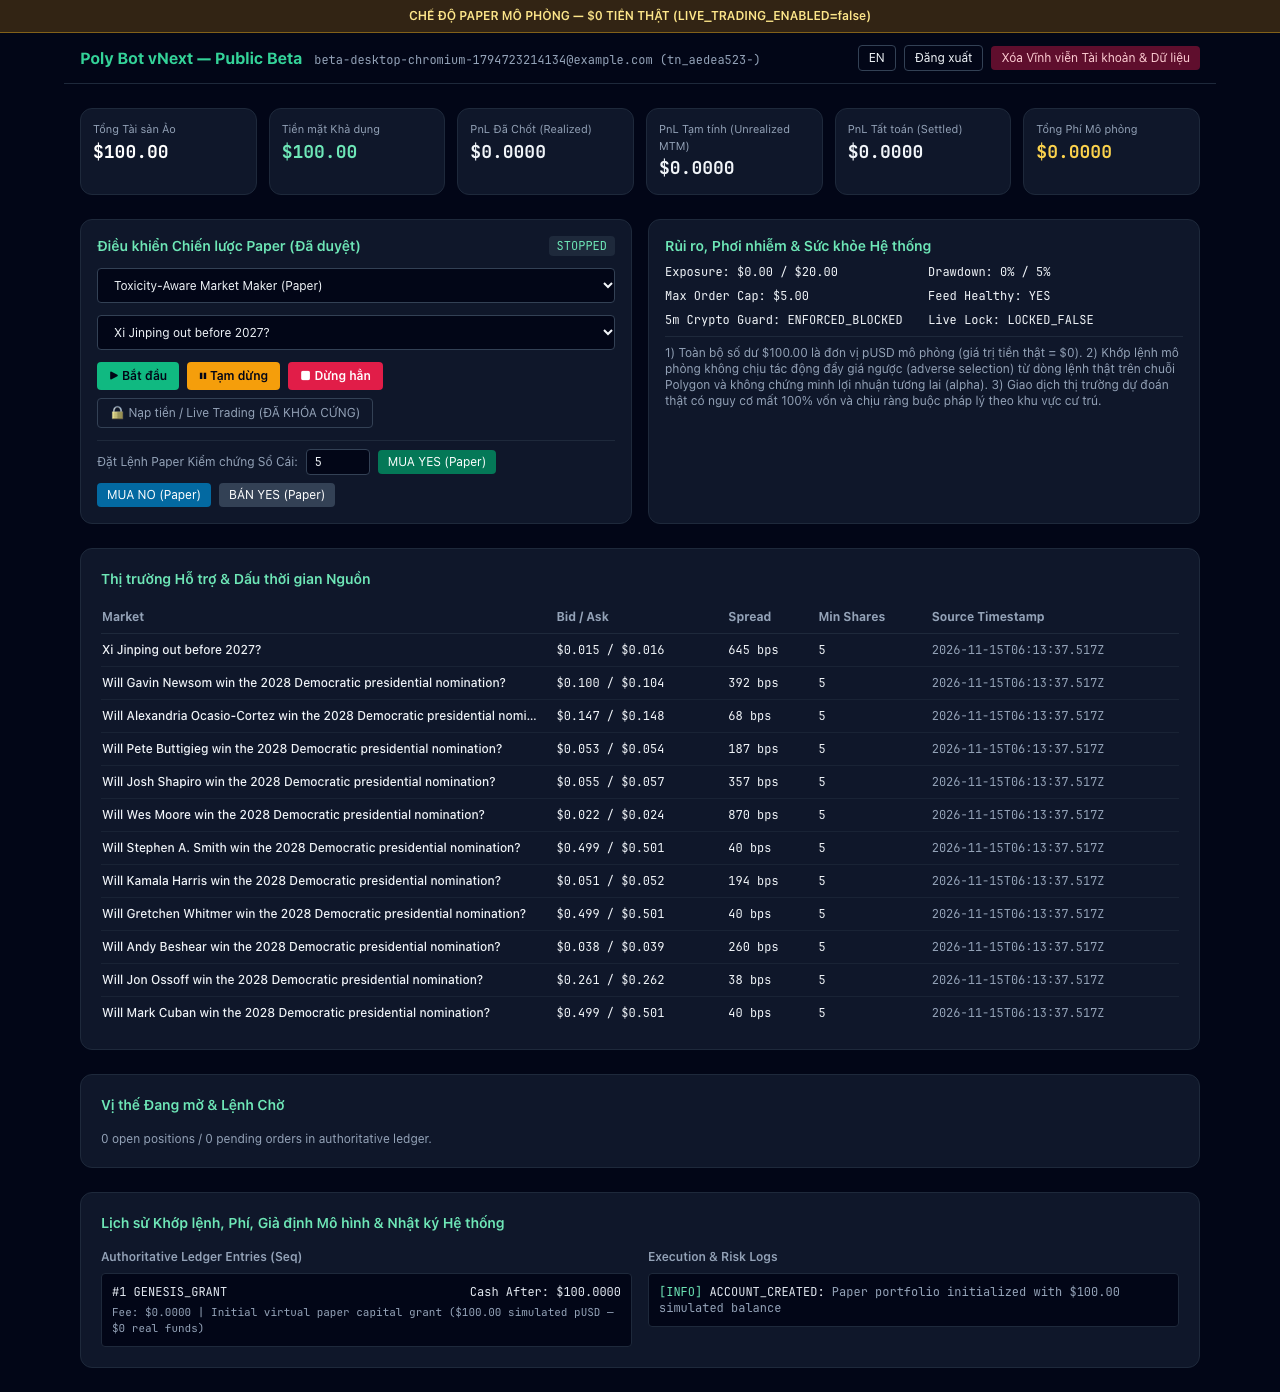 CHẾ ĐỘ PAPER MÔ PHỎNG — $0 TIỀN THẬT (LIVE_TRADING_ENABLED=false)
Poly Bot vNext — Public Beta
beta-desktop-chromium-1794723214134@example.com (tn_aedea523-)
EN
Đăng xuất
Xóa Vĩnh viễn Tài khoản & Dữ liệu
Tổng Tài sản Ảo
$100.00
Tiền mặt Khả dụng
$100.00
PnL Đã Chốt (Realized)
$0.0000
PnL Tạm tính (Unrealized
MTM)
$0.0000
PnL Tất toán (Settled)
$0.0000
Tổng Phí Mô phỏng
$0.0000
Điều khiển Chiến lược Paper (Đã duyệt)
STOPPED
Toxicity-Aware Market Maker (Paper)
Xi Jinping out before 2027?
▶ Bắt đầu
⏸ Tạm dừng
⏹ Dừng hẳn
🔒 Nạp tiền / Live Trading (ĐÃ KHÓA CỨNG)
Đặt Lệnh Paper Kiểm chứng Sổ Cái:
5
MUA YES (Paper)
MUA NO (Paper)
BÁN YES (Paper)
Rủi ro, Phơi nhiễm & Sức khỏe Hệ thống
Exposure: $0.00 / $20.00
Drawdown: 0% / 5%
Max Order Cap: $5.00
Feed Healthy: YES
5m Crypto Guard: ENFORCED_BLOCKED
Live Lock: LOCKED_FALSE
1) Toàn bộ số dư $100.00 là đơn vị pUSD mô phỏng (giá trị tiền thật = $0). 2) Khớp lệnh mô
phỏng không chịu tác động đẩy giá ngược (adverse selection) từ dòng lệnh thật trên chuỗi
Polygon và không chứng minh lợi nhuận tương lai (alpha). 3) Giao dịch thị trường dự đoán
thật có nguy cơ mất 100% vốn và chịu ràng buộc pháp lý theo khu vực cư trú.
Thị trường Hỗ trợ & Dấu thời gian Nguồn
Market Bid / Ask Spread Min Shares Source Timestamp
Xi Jinping out before 2027? $0.015 / $0.016 645 bps 5 2026-11-15T06:13:37.517Z
Will Gavin Newsom win the 2028 Democratic presidential nomination? $0.100 / $0.104 392 bps 5 2026-11-15T06:13:37.517Z
Will Alexandria Ocasio-Cortez win the 2028 Democratic presidential nomi... $0.147 / $0.148 68 bps 5 2026-11-15T06:13:37.517Z
Will Pete Buttigieg win the 2028 Democratic presidential nomination? $0.053 / $0.054 187 bps 5 2026-11-15T06:13:37.517Z
Will Josh Shapiro win the 2028 Democratic presidential nomination? $0.055 / $0.057 357 bps 5 2026-11-15T06:13:37.517Z
Will Wes Moore win the 2028 Democratic presidential nomination? $0.022 / $0.024 870 bps 5 2026-11-15T06:13:37.517Z
Will Stephen A. Smith win the 2028 Democratic presidential nomination? $0.499 / $0.501 40 bps 5 2026-11-15T06:13:37.517Z
Will Kamala Harris win the 2028 Democratic presidential nomination? $0.051 / $0.052 194 bps 5 2026-11-15T06:13:37.517Z
Will Gretchen Whitmer win the 2028 Democratic presidential nomination? $0.499 / $0.501 40 bps 5 2026-11-15T06:13:37.517Z
Will Andy Beshear win the 2028 Democratic presidential nomination? $0.038 / $0.039 260 bps 5 2026-11-15T06:13:37.517Z
Will Jon Ossoff win the 2028 Democratic presidential nomination? $0.261 / $0.262 38 bps 5 2026-11-15T06:13:37.517Z
Will Mark Cuban win the 2028 Democratic presidential nomination? $0.499 / $0.501 40 bps 5 2026-11-15T06:13:37.517Z
Vị thế Đang mở & Lệnh Chờ
0 open positions / 0 pending orders in authoritative ledger.
Lịch sử Khớp lệnh, Phí, Giả định Mô hình & Nhật ký Hệ thống
Authoritative Ledger Entries (Seq)
#1 GENESIS_GRANT Cash After: $100.0000
Fee: $0.0000 | Initial virtual paper capital grant ($100.00 simulated pUSD —
$0 real funds)
Execution & Risk Logs
[INFO] ACCOUNT_CREATED: Paper portfolio initialized with $100.00
simulated balance